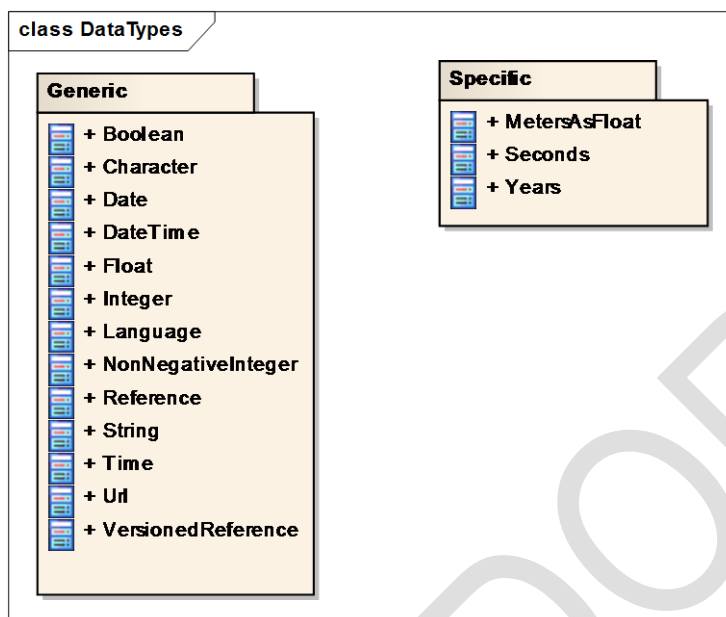 class DataTypes
Generic
+ Boolean
+ Character
+ Date
+ DateTime
+ Float
+ Integer
+ Language
+ NonNegativeInteger
+ Reference
+ String
+ Time
+ Url
+ VersionedReference
Specific
+ MetersAsFloat
+ Seconds
+ Years